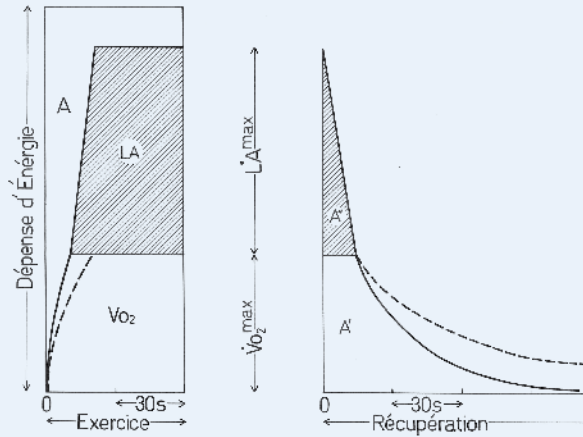 Dépense d'Énergie
A
LA
Vo₂
0
30s
Exercice
L̇A max
V̇o₂ max
A"
A'
0
30s
Récupération